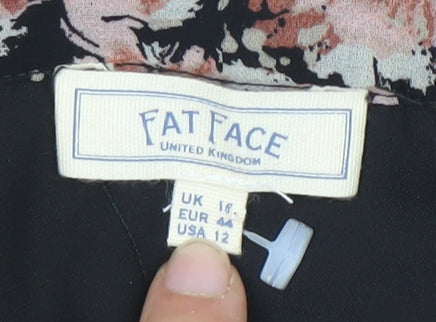 FAT FACE
UNITED KINGDOM
UK 16
EUR 44
USA 12